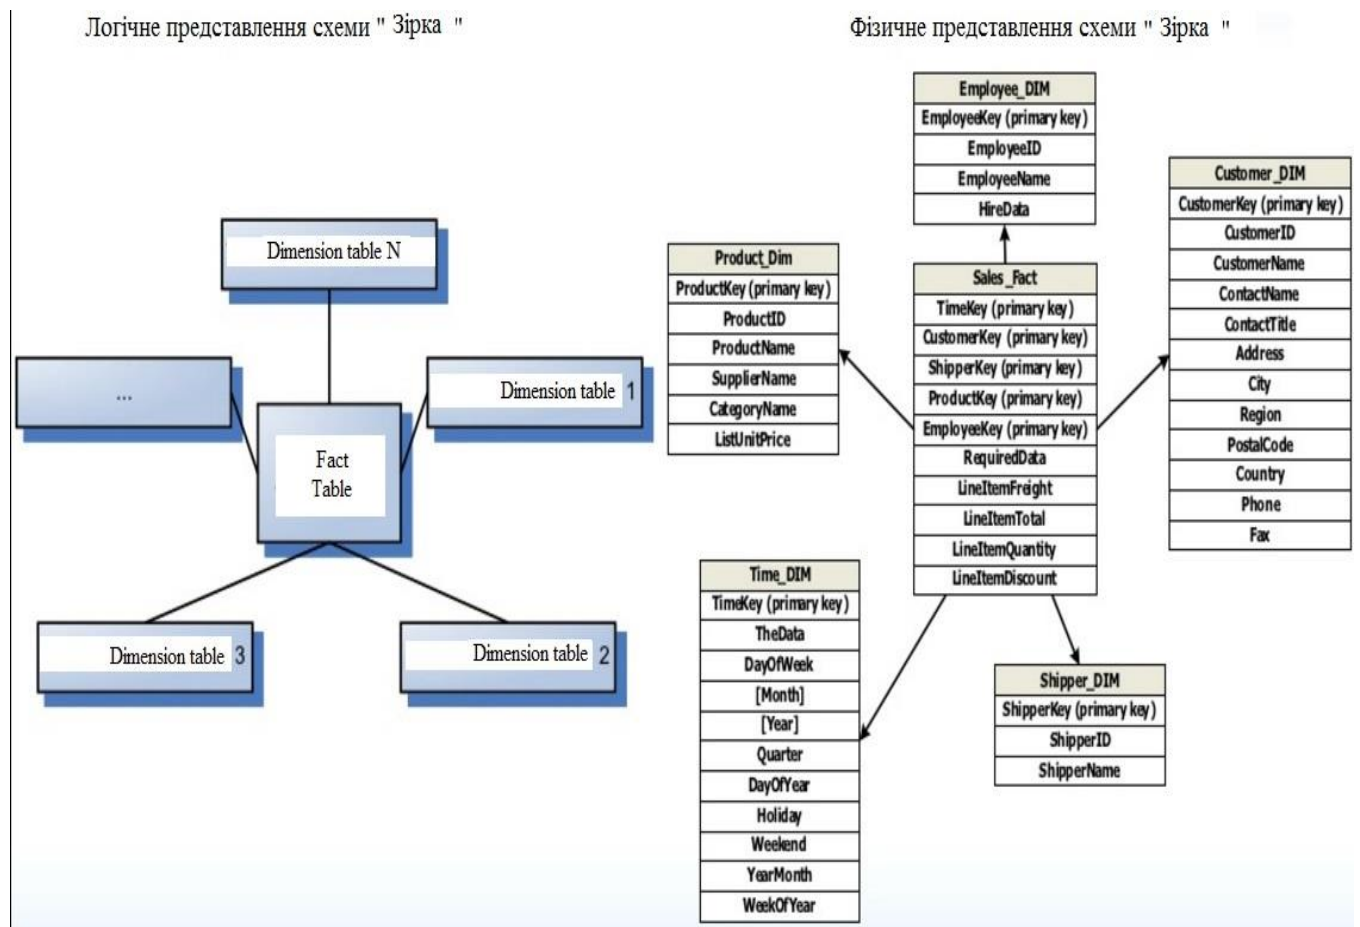 Логічне представлення схеми " Зірка "
Dimension table N
...
Dimension table 1
Fact
Table
Dimension table 3
Dimension table 2
Фізичне представлення схеми " Зірка "
Employee_DIM
EmployeeKey (primary key)
EmployeeID
EmployeeName
HireData
Product_Dim
ProductKey (primary key)
ProductID
ProductName
SupplierName
CategoryName
ListUnitPrice
Sales_Fact
TimeKey (primary key)
CustomerKey (primary key)
ShipperKey (primary key)
ProductKey (primary key)
EmployeeKey (primary key)
RequiredData
LineItemFreight
LineItemTotal
LineItemQuantity
LineItemDiscount
Customer_DIM
CustomerKey (primary key)
CustomerID
CustomerName
ContactName
ContactTitle
Address
City
Region
PostalCode
Country
Phone
Fax
Time_DIM
TimeKey (primary key)
TheData
DayOfWeek
[Month]
[Year]
Quarter
DayOfYear
Holiday
Weekend
YearMonth
WeekOfYear
Shipper_DIM
ShipperKey (primary key)
ShipperID
ShipperName